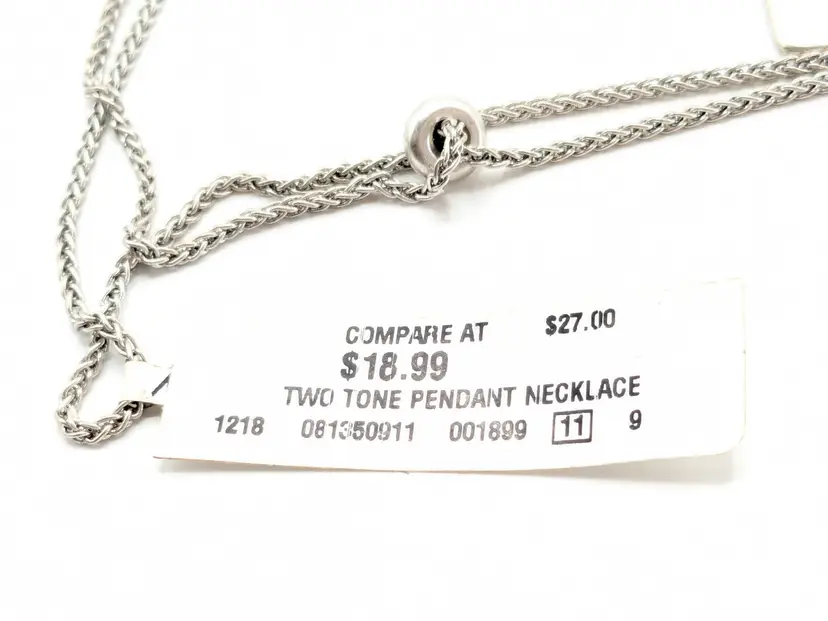 COMPARE AT $27.00
$18.99
TWO TONE PENDANT NECKLACE
1218 081350911 001899 11 9